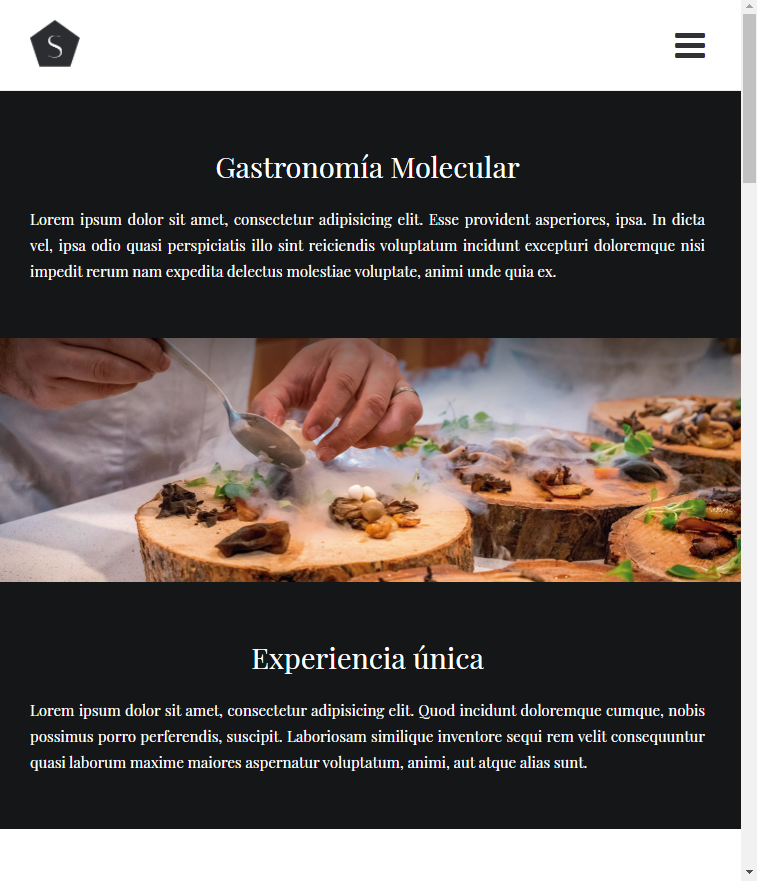 S
Gastronomía Molecular
Lorem ipsum dolor sit amet, consectetur adipisicing elit. Esse provident asperiores, ipsa. In dicta
vel, ipsa odio quasi perspiciatis illo sint reiciendis voluptatum incidunt excepturi doloremque nisi
impedit rerum nam expedita delectus molestiae voluptate, animi unde quia ex.
Experiencia única
Lorem ipsum dolor sit amet, consectetur adipisicing elit. Quod incidunt doloremque cumque, nobis
possimus porro perferendis, suscipit. Laboriosam similique inventore sequi rem velit consequuntur
quasi laborum maxime maiores aspernatur voluptatum, animi, aut atque alias sunt.